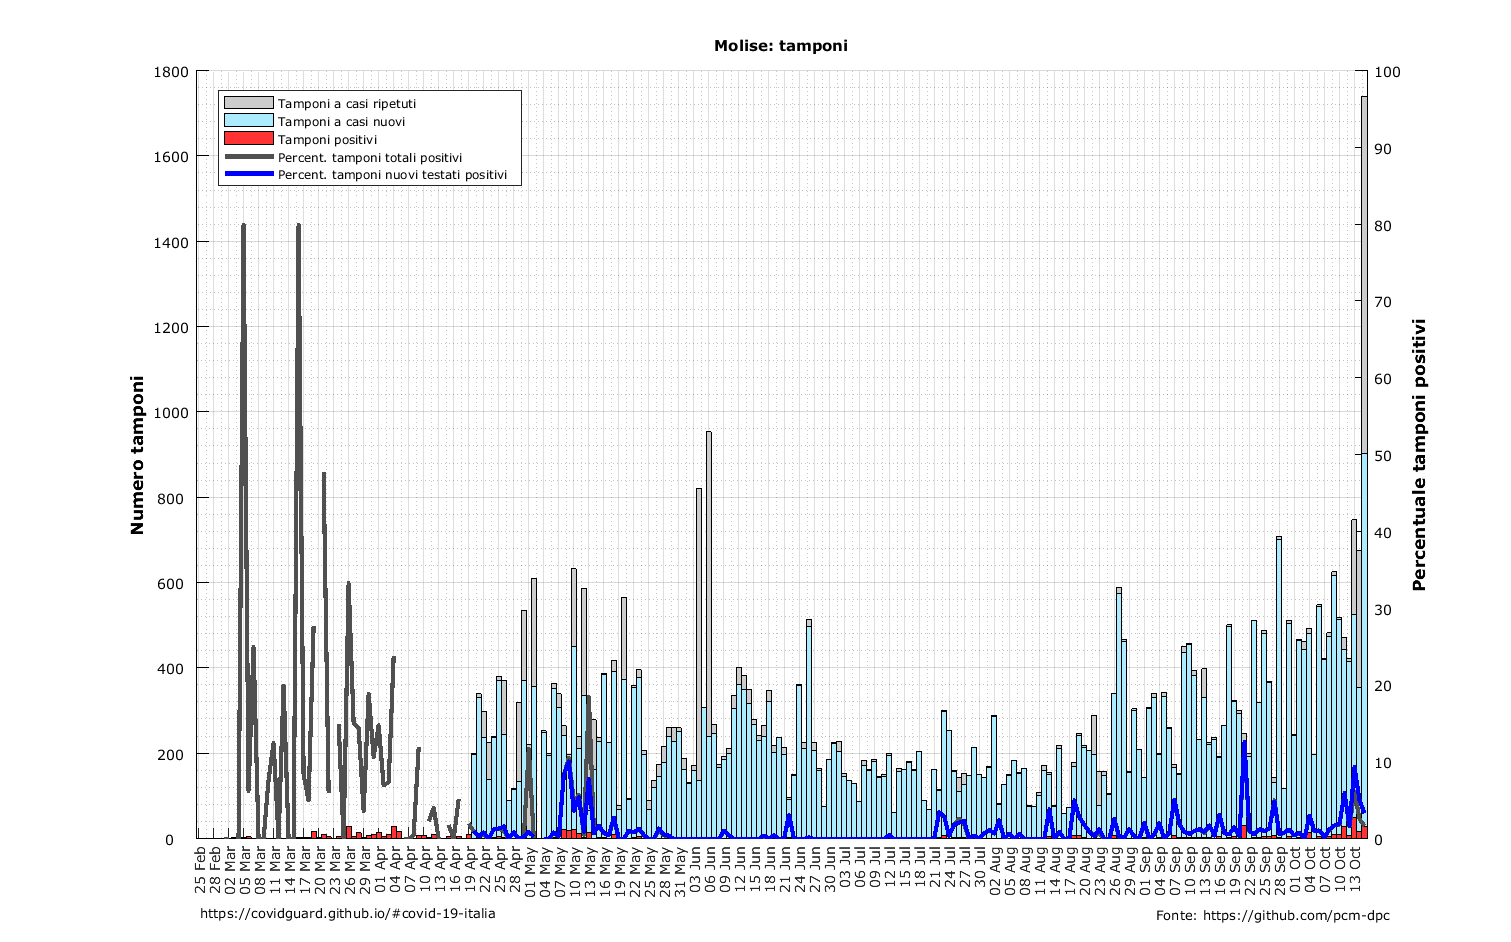 Molise: tamponi
1800
1600
1400
1200
1000
800
600
400
200
0
Numero tamponi
100
90
80
70
60
50
40
30
20
10
0
Percentuale tamponi positivi
Tamponi a casi ripetuti
Tamponi a casi nuovi
Tamponi positivi
Percent. tamponi totali positivi
Percent. tamponi nuovi testati positivi
25 Feb
28 Feb
02 Mar
05 Mar
08 Mar
11 Mar
14 Mar
17 Mar
20 Mar
23 Mar
26 Mar
29 Mar
01 Apr
04 Apr
07 Apr
10 Apr
13 Apr
16 Apr
19 Apr
22 Apr
25 Apr
28 Apr
01 May
04 May
07 May
10 May
13 May
16 May
19 May
22 May
25 May
28 May
31 May
03 Jun
06 Jun
09 Jun
12 Jun
15 Jun
18 Jun
21 Jun
24 Jun
27 Jun
30 Jun
03 Jul
06 Jul
09 Jul
12 Jul
15 Jul
18 Jul
21 Jul
24 Jul
27 Jul
30 Jul
02 Aug
05 Aug
08 Aug
11 Aug
14 Aug
17 Aug
20 Aug
23 Aug
26 Aug
29 Aug
01 Sep
04 Sep
07 Sep
10 Sep
13 Sep
16 Sep
19 Sep
22 Sep
25 Sep
28 Sep
01 Oct
04 Oct
07 Oct
10 Oct
13 Oct
https://covidguard.github.io/#covid-19-italia
Fonte: https://github.com/pcm-dpc